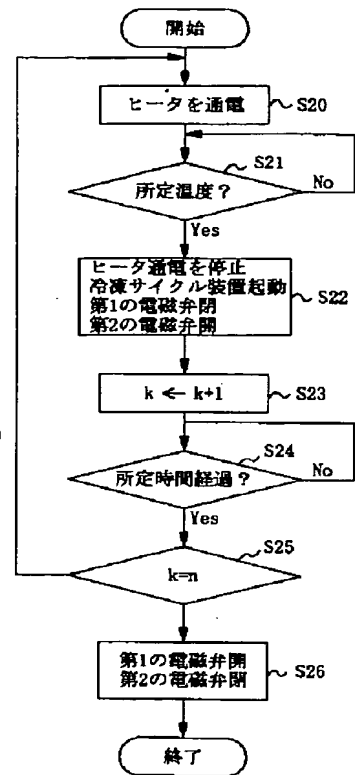 開始
ヒータを通電
S20
S21
所定温度?
No
Yes
ヒータ通電を停止
冷凍サイクル装置起動
第1の電磁弁閉
第2の電磁弁開
S22
k ← k+1
S23
S24
所定時間経過?
No
Yes
S25
k=n
第1の電磁弁開
第2の電磁弁閉
S26
終了